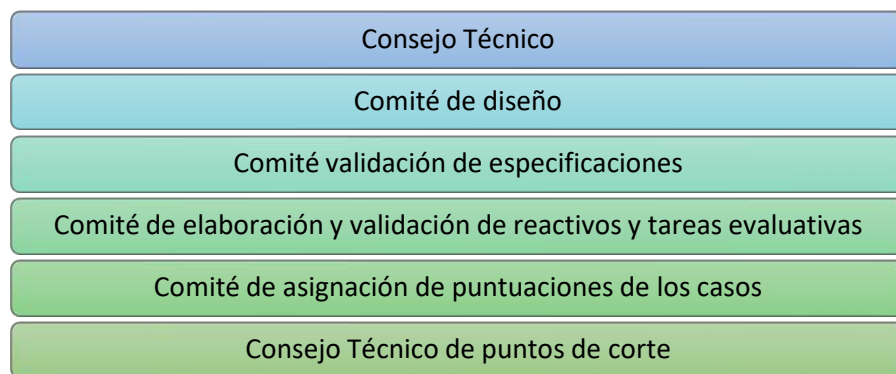 Consejo Técnico
Comité de diseño
Comité validación de especificaciones
Comité de elaboración y validación de reactivos y tareas evaluativas
Comité de asignación de puntuaciones de los casos
Consejo Técnico de puntos de corte